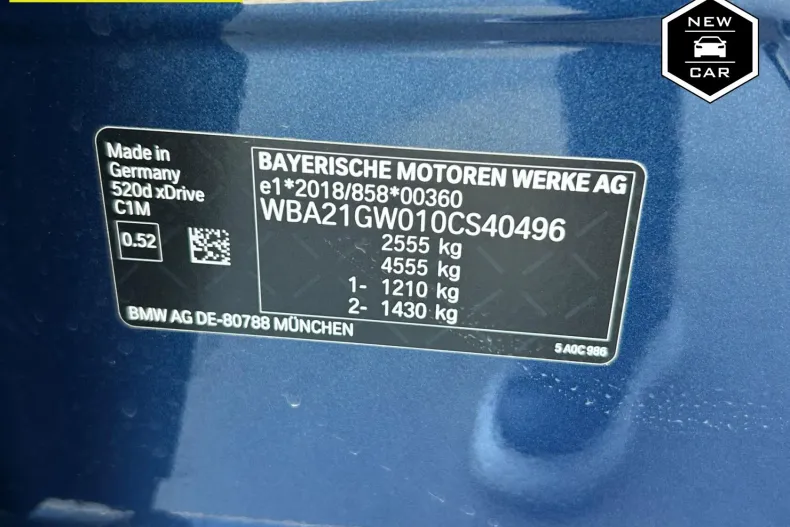 NEW
CAR
Made in
Germany
520d xDrive
C1M
0.52
BAYERISCHE MOTOREN WERKE AG
e1*2018/858*00360
WBA21GW010CS40496
2555 kg
4555 kg
1- 1210 kg
2- 1430 kg
BMW AG DE-80788 MÜNCHEN
5 A0C 986